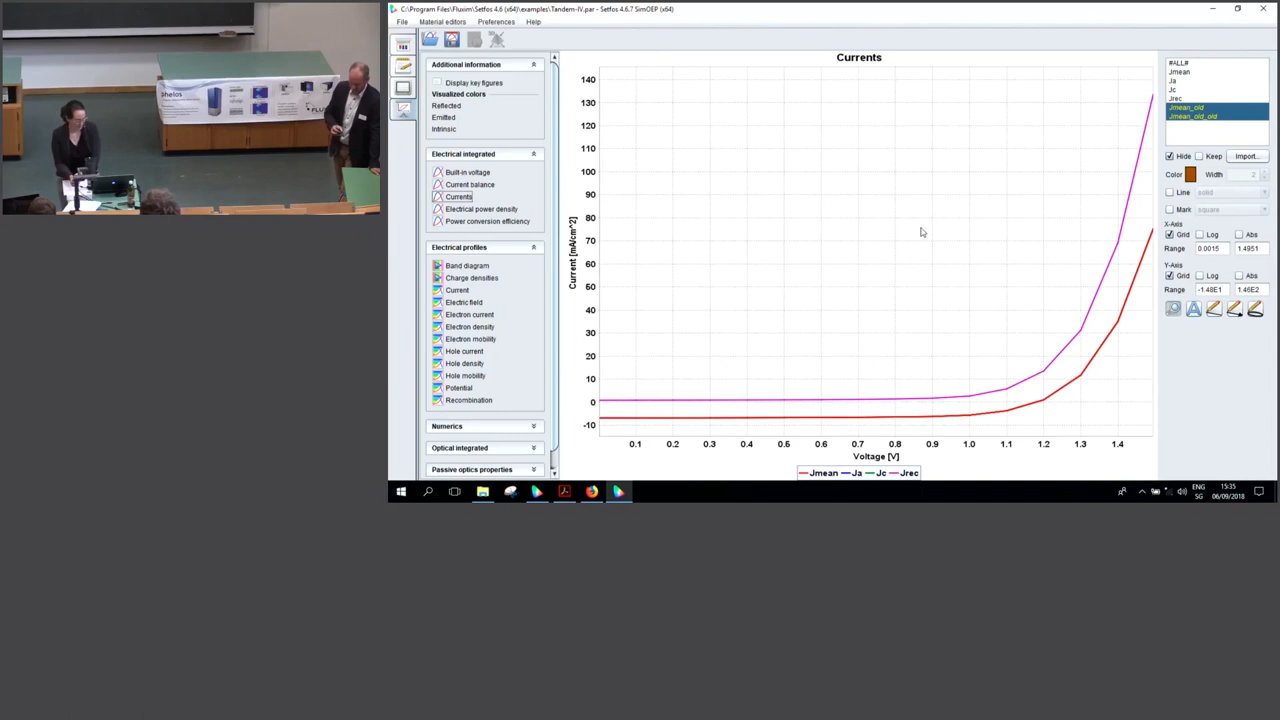 C:\Program Files\Fluxim\Setfos 4.6 (x64)\examples\Tandem-IV.par - Setfos 4.6.7 SimOEP (x64)
File Material editors Preferences Help
Additional information
Display key figures
Visualized colors
Reflected
Emitted
Intrinsic
Electrical integrated
Built-in voltage
Current balance
Currents
Electrical power density
Power conversion efficiency
Electrical profiles
Band diagram
Charge densities
Current
Electric field
Electron current
Electron density
Electron mobility
Hole current
Hole density
Hole mobility
Potential
Recombination
Numerics
Optical integrated
Passive optics properties
Currents
Current [mA/cm^2]
140
130
120
110
100
90
80
70
60
50
40
30
20
10
0
-10
0.1 0.2 0.3 0.4 0.5 0.6 0.7 0.8 0.9 1.0 1.1 1.2 1.3 1.4
Voltage [V]
Jmean Ja Jc Jrec
#ALL#
Jmean
Ja
Jc
Jrec
Jmean_old
Jmean_old_old
Hide Keep Import...
Color Width 2
Line solid
Mark square
X-Axis
Grid Log Abs
Range 0.0015 1.4951
Y-Axis
Grid Log Abs
Range -1.48E1 1.46E2
ENG
SG
15:35
06/09/2018
Phelos